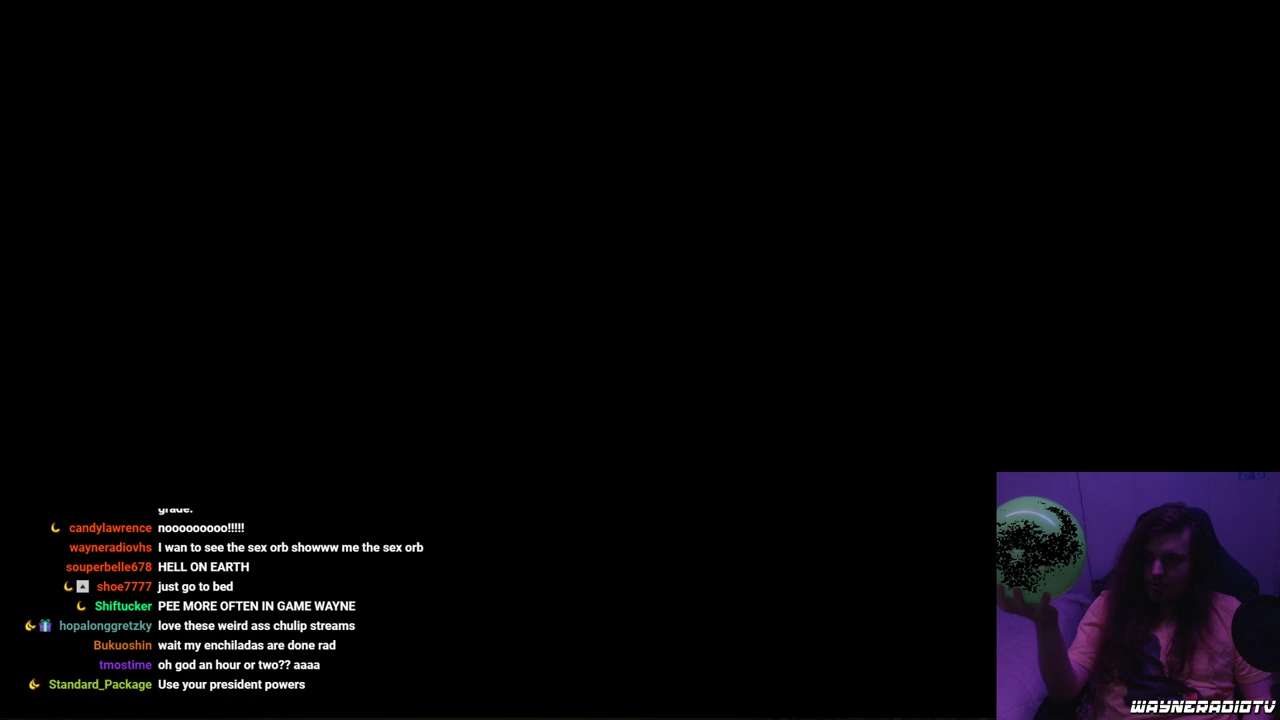 grade.
candylawrence nooooooooo!!!!!
wayneradiovhs I wan to see the sex orb showww me the sex orb
souperbelle678 HELL ON EARTH
shoe7777 just go to bed
Shiftucker PEE MORE OFTEN IN GAME WAYNE
hopalonggretzky love these weird ass chulip streams
Bukuoshin wait my enchiladas are done rad
tmostime oh god an hour or two?? aaaa
Standard_Package Use your president powers
WAYNERADIOTV